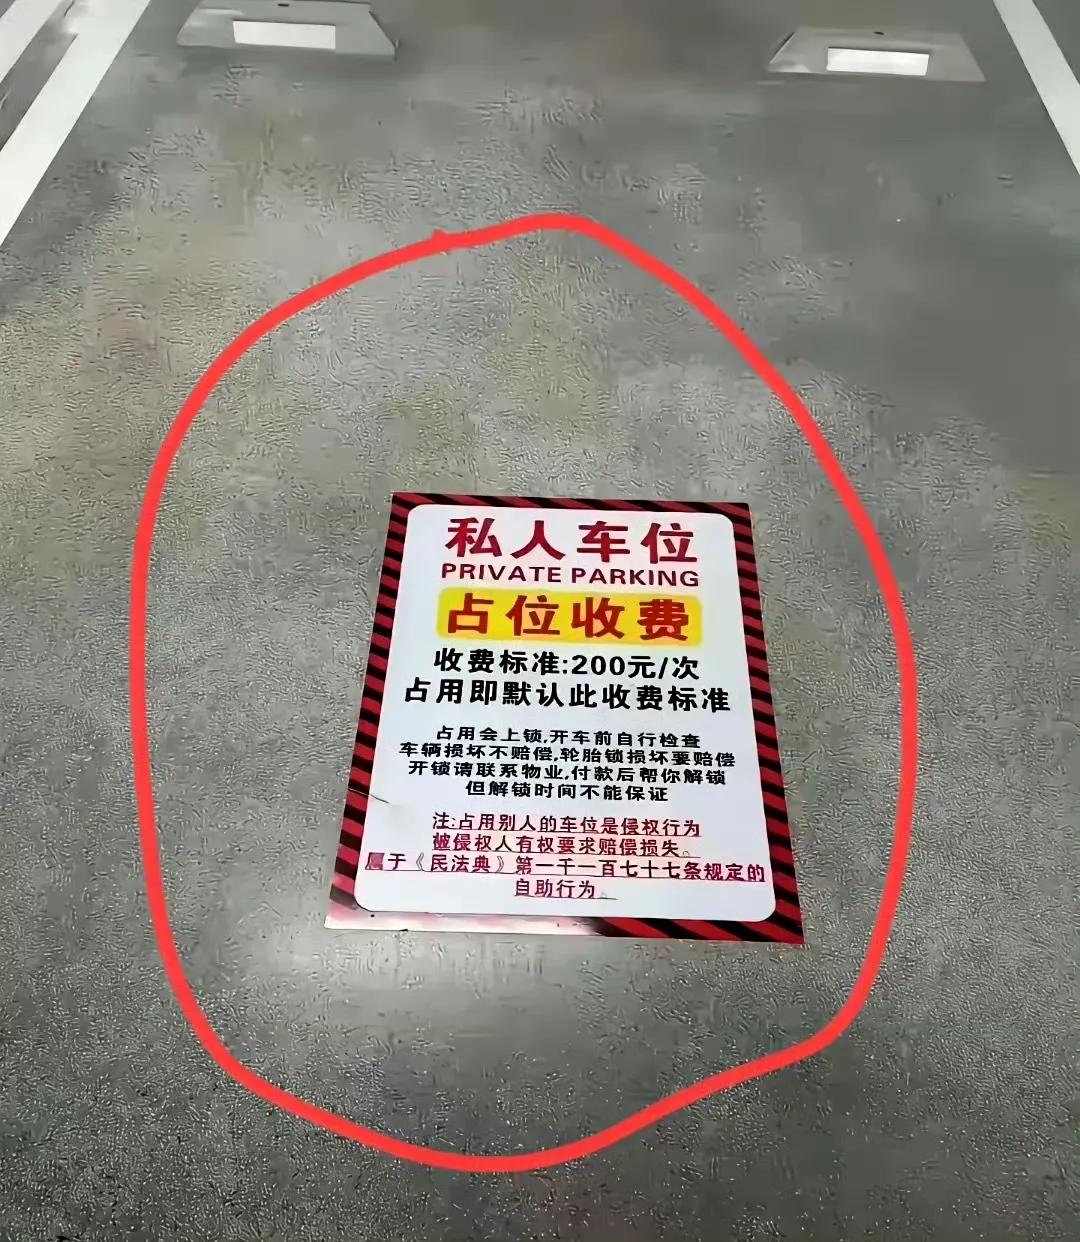 私人车位
PRIVATE PARKING
占位收费
收费标准:200元/次
占用即默认此收费标准
占用会上锁,开车前自行检查
车辆损坏不赔偿,轮胎锁损坏要赔偿
开锁请联系物业,付款后帮你解锁
但解锁时间不能保证
注:占用别人的车位是侵权行为
被侵权人有权要求赔偿损失。
属于《民法典》第一千一百七十七条规定的
自助行为。